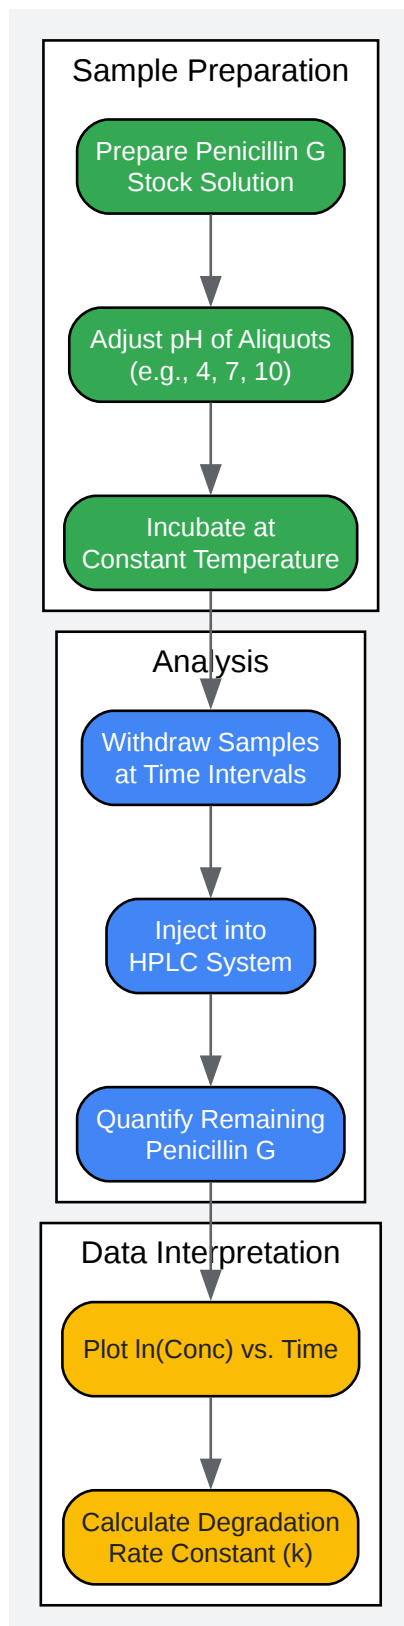 Sample Preparation
Prepare Penicillin G
Stock Solution
Adjust pH of Aliquots
(e.g., 4, 7, 10)
Incubate at
Constant Temperature
Analysis
Withdraw Samples
at Time Intervals
Inject into
HPLC System
Quantify Remaining
Penicillin G
Data Interpretation
Plot ln(Conc) vs. Time
Calculate Degradation
Rate Constant (k)